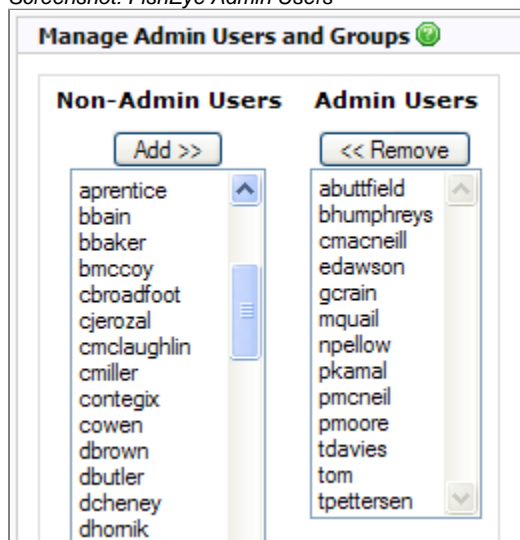 Screenshot: FishEye Admin Users
Manage Admin Users and Groups
Non-Admin Users
Add >>
aprentice
bbain
bbaker
bmccoy
cbroadfoot
cjerozal
cmclaughlin
cmiller
contegix
cowen
dbrown
dbutler
dcheney
dhornik
Admin Users
<< Remove
abuttfield
bhumphreys
cmacneill
edawson
gcrain
mquail
npellow
pkamal
pmcneil
pmoore
tdavies
tom
tpettersen